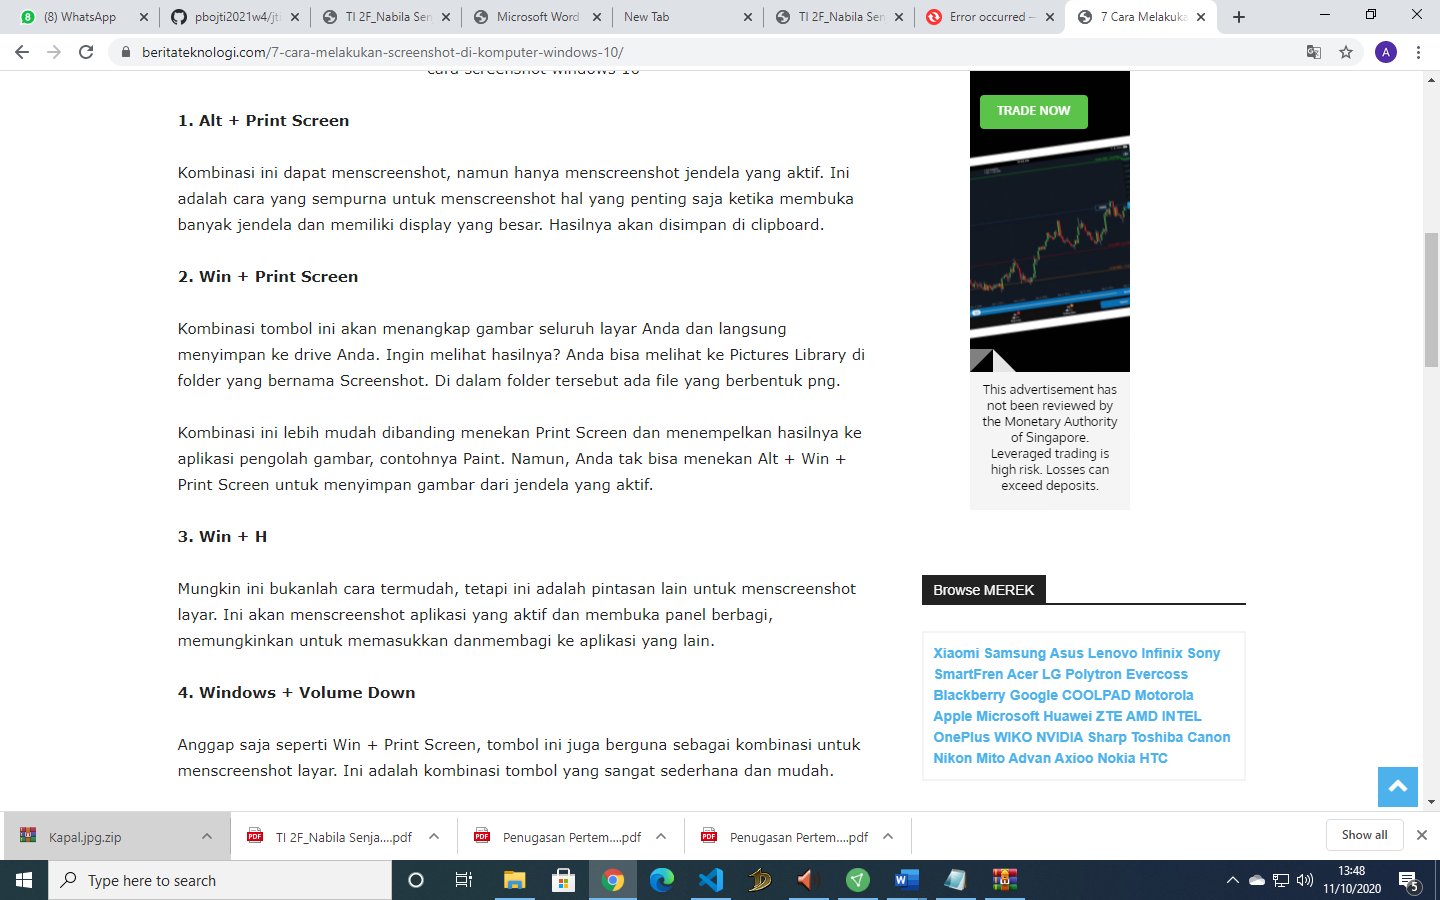 (8) WhatsApp
pbojti2021w4/jti
TI 2F_Nabila Sen
Microsoft Word
New Tab
TI 2F_Nabila Sen
Error occurred –
7 Cara Melakuka
beritateknologi.com/7-cara-melakukan-screenshot-di-komputer-windows-10/
A
cara screenshot windows 10
1. Alt + Print Screen
Kombinasi ini dapat menscreenshot, namun hanya menscreenshot jendela yang aktif. Ini
adalah cara yang sempurna untuk menscreenshot hal yang penting saja ketika membuka
banyak jendela dan memiliki display yang besar. Hasilnya akan disimpan di clipboard.
2. Win + Print Screen
Kombinasi tombol ini akan menangkap gambar seluruh layar Anda dan langsung
menyimpan ke drive Anda. Ingin melihat hasilnya? Anda bisa melihat ke Pictures Library di
folder yang bernama Screenshot. Di dalam folder tersebut ada file yang berbentuk png.
Kombinasi ini lebih mudah dibanding menekan Print Screen dan menempelkan hasilnya ke
aplikasi pengolah gambar, contohnya Paint. Namun, Anda tak bisa menekan Alt + Win +
Print Screen untuk menyimpan gambar dari jendela yang aktif.
3. Win + H
Mungkin ini bukanlah cara termudah, tetapi ini adalah pintasan lain untuk menscreenshot
layar. Ini akan menscreenshot aplikasi yang aktif dan membuka panel berbagi,
memungkinkan untuk memasukkan danmembagi ke aplikasi yang lain.
4. Windows + Volume Down
Anggap saja seperti Win + Print Screen, tombol ini juga berguna sebagai kombinasi untuk
menscreenshot layar. Ini adalah kombinasi tombol yang sangat sederhana dan mudah.
TRADE NOW
This advertisement has
not been reviewed by
the Monetary Authority
of Singapore.
Leveraged trading is
high risk. Losses can
exceed deposits.
Browse MEREK
Xiaomi Samsung Asus Lenovo Infinix Sony
SmartFren Acer LG Polytron Evercoss
Blackberry Google COOLPAD Motorola
Apple Microsoft Huawei ZTE AMD INTEL
OnePlus WIKO NVIDIA Sharp Toshiba Canon
Nikon Mito Advan Axioo Nokia HTC
Kapal.jpg.zip
TI 2F_Nabila Senja....pdf
Penugasan Pertem....pdf
Penugasan Pertem....pdf
Show all
Type here to search
13:48
11/10/2020
5